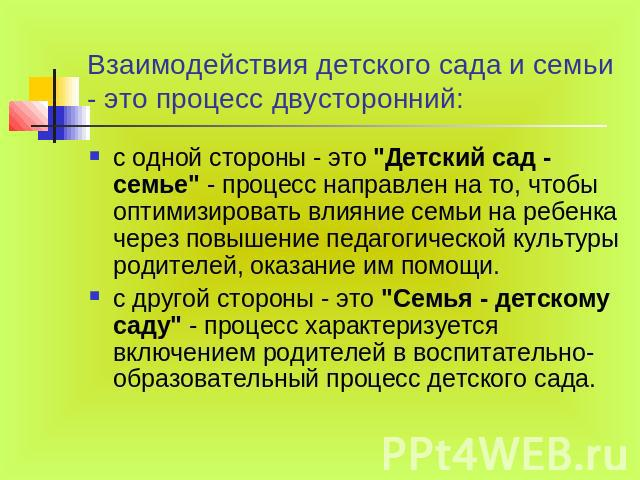 Взаимодействия детского сада и семьи
- это процесс двусторонний:
с одной стороны - это "Детский сад -
семье" - процесс направлен на то, чтобы
оптимизировать влияние семьи на ребенка
через повышение педагогической культуры
родителей, оказание им помощи.
с другой стороны - это "Семья - детскому
саду" - процесс характеризуется
включением родителей в воспитательно-
образовательный процесс детского сада.
PPt4WEB.ru